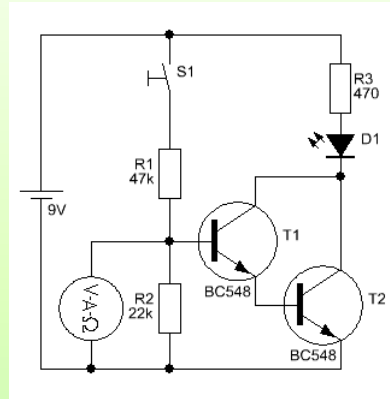 S1
R3
470
D1
R1
47k
9V
T1
V-A-Ω
R2
22k
BC548
T2
BC548